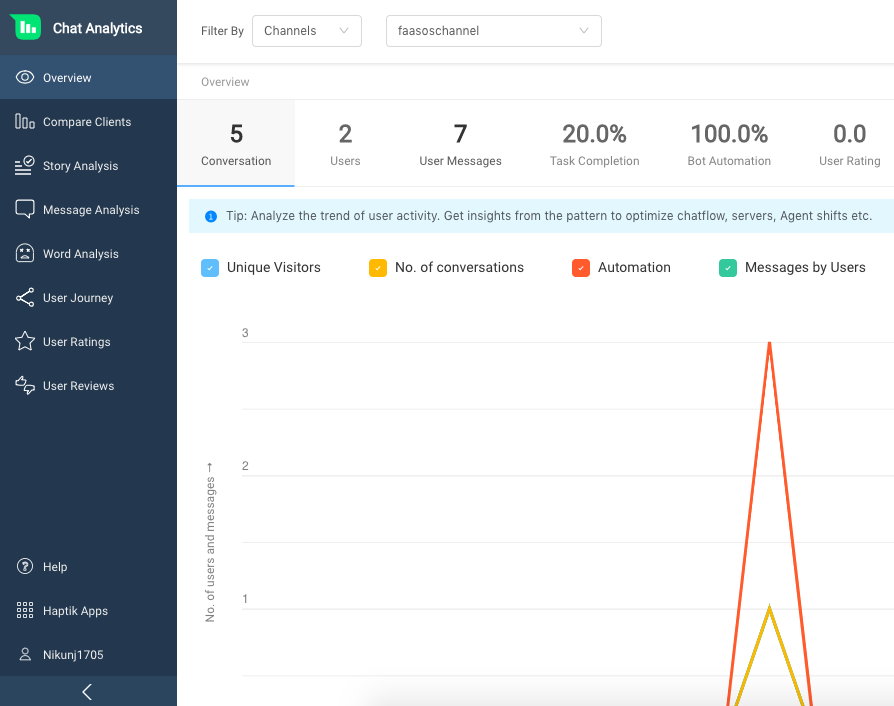 Chat Analytics
Overview
Compare Clients
Story Analysis
Message Analysis
Word Analysis
User Journey
User Ratings
User Reviews
Help
Haptik Apps
Nikunj1705
Filter By Channels faasoschannel
Overview
5 2 7 20.0% 100.0% 0.0
Conversation Users User Messages Task Completion Bot Automation User Rating
Tip: Analyze the trend of user activity. Get insights from the pattern to optimize chatflow, servers, Agent shifts etc.
Unique Visitors No. of conversations Automation Messages by Users
3
2
1
No. of users and messages →